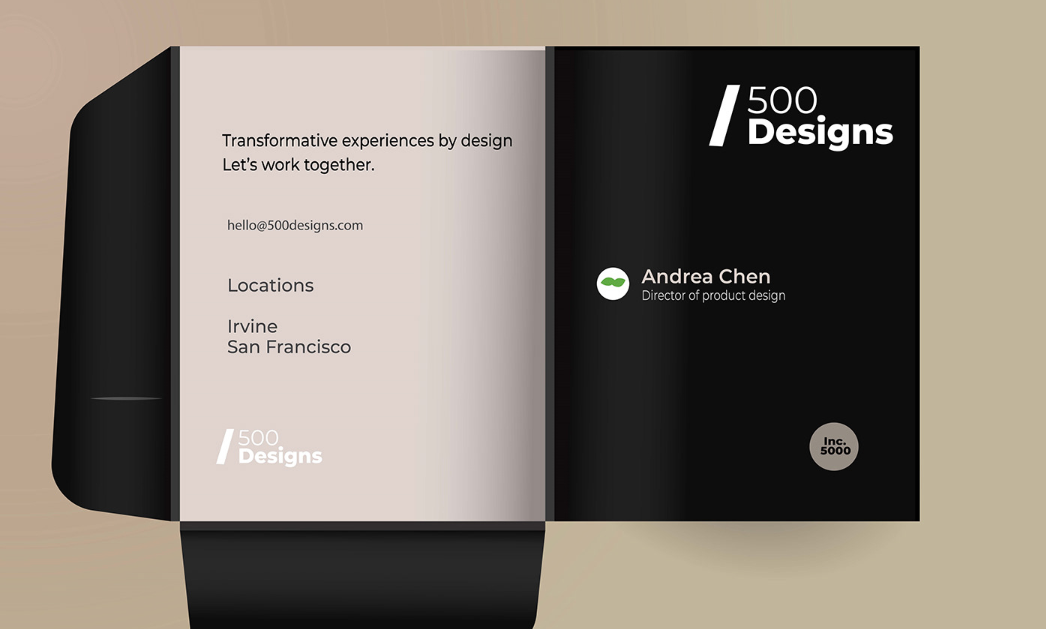 Transformative experiences by design
Let's work together.
hello@500designs.com
Locations
Irvine
San Francisco
500
Designs
500
Designs
Andrea Chen
Director of product design
Inc.
5000